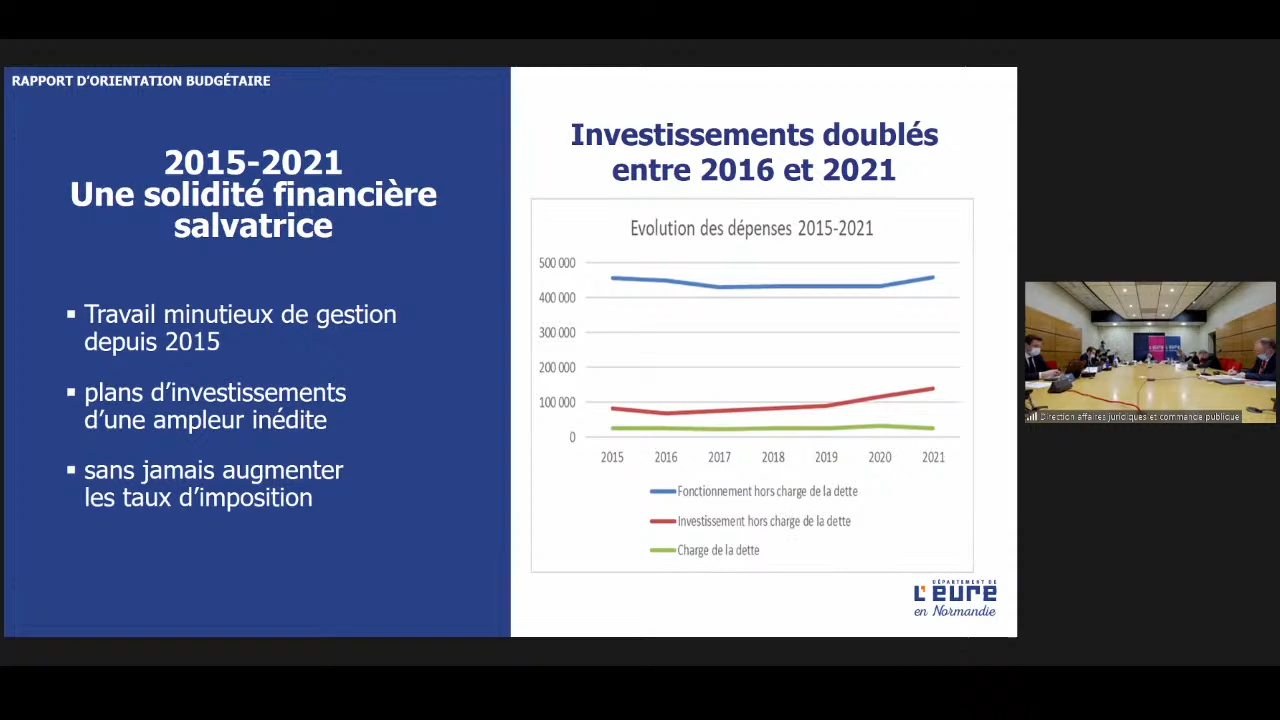 RAPPORT D'ORIENTATION BUDGÉTAIRE
2015-2021
Une solidité financière
salvatrice
▪ Travail minutieux de gestion
depuis 2015
▪ plans d'investissements
d'une ampleur inédite
▪ sans jamais augmenter
les taux d'imposition
Investissements doublés
entre 2016 et 2021
Evolution des dépenses 2015-2021
500 000
400 000
300 000
200 000
100 000
0
2015 2016 2017 2018 2019 2020 2021
Fonctionnement hors charge de la dette
Investissement hors charge de la dette
Charge de la dette
DÉPARTEMENT DE
L'EURE
en Normandie
Direction affaires juridiques et commande publique